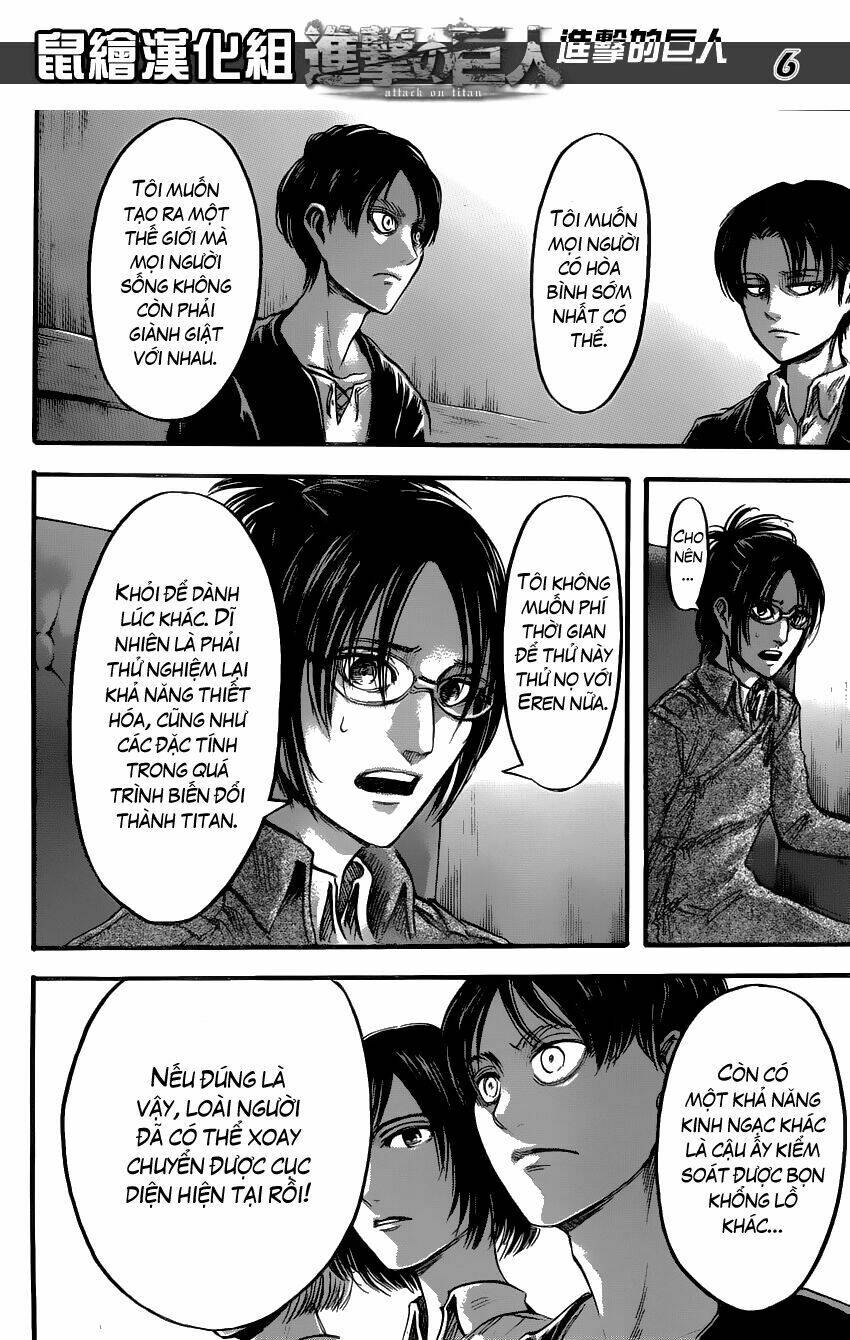 鼠繪漢化組
進撃の巨人
attack on titan
進撃的巨人
6
TÔI MUỐN
MỌI NGƯỜI
CÓ HÒA
BÌNH SỚM
NHẤT CÓ
THỂ.
TÔI MUỐN
TẠO RA MỘT
THẾ GIỚI MÀ
MỌI NGƯỜI
SỐNG KHÔNG
CÒN PHẢI
GIÀNH GIẬT
VỚI NHAU.
CHO
NÊN
...
TÔI KHÔNG
MUỐN PHÍ
THỜI GIAN
ĐỂ THỬ NÀY
THỬ NỌ VỚI
EREN NỮA.
KHỎI ĐỂ DÀNH
LÚC KHÁC. DĨ
NHIÊN LÀ PHẢI
THỬ NGHIỆM LẠI
KHẢ NĂNG THIẾT
HÓA, CŨNG NHƯ
CÁC ĐẶC TÍNH
TRONG QUÁ
TRÌNH BIẾN ĐỔI
THÀNH TITAN.
CÒN CÓ
MỘT KHẢ NĂNG
KINH NGẠC KHÁC
LÀ CẬU ẤY KIỂM
SOÁT ĐƯỢC BỌN
KHỔNG LỒ
KHÁC...
NẾU ĐÚNG LÀ
VẬY, LOÀI NGƯỜI
ĐÃ CÓ THỂ XOAY
CHUYỂN ĐƯỢC CỤC
DIỆN HIỆN TẠI RỒI!